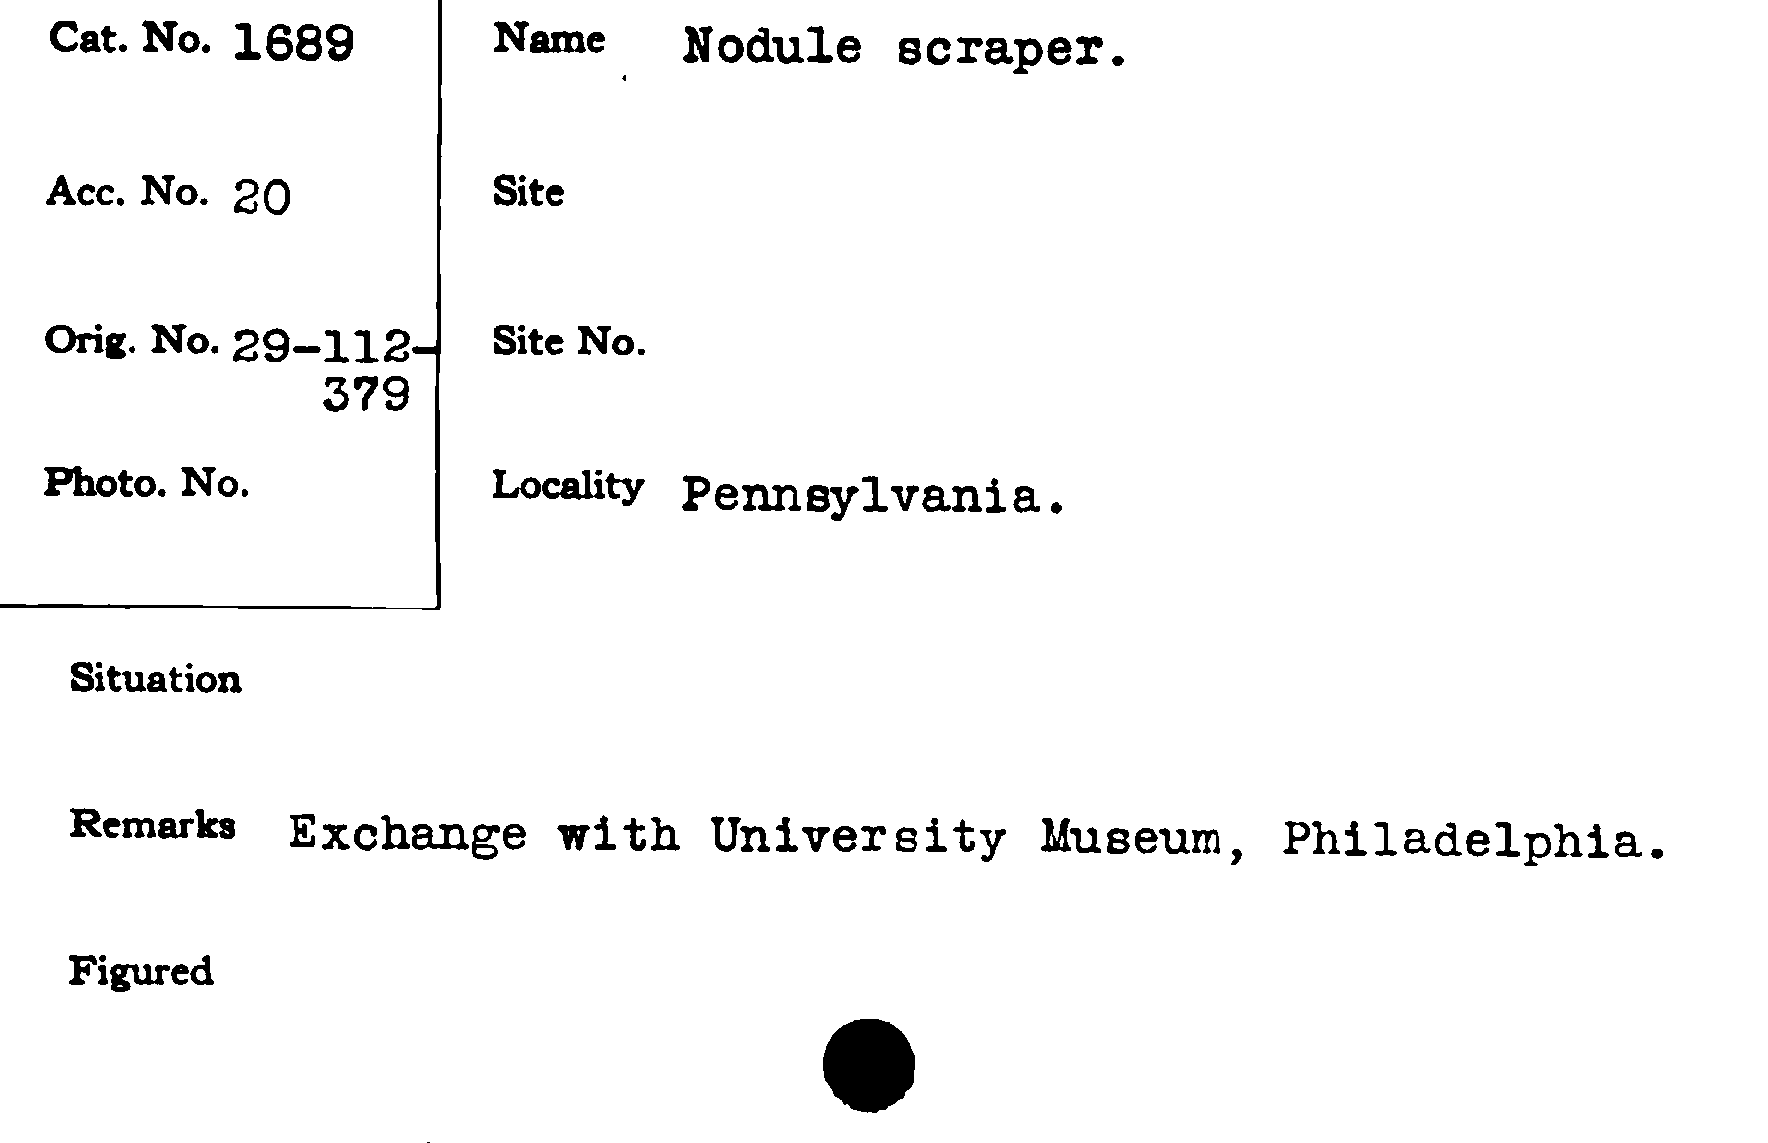 Cat. No. 1689
Name Nodule scraper.
Acc. No. 20
Site
Orig. No. 29-112-
379
Site No.
Photo. No.
Locality Pennsylvania.
Situation
Remarks Exchange with University Museum, Philadelphia.
Figured